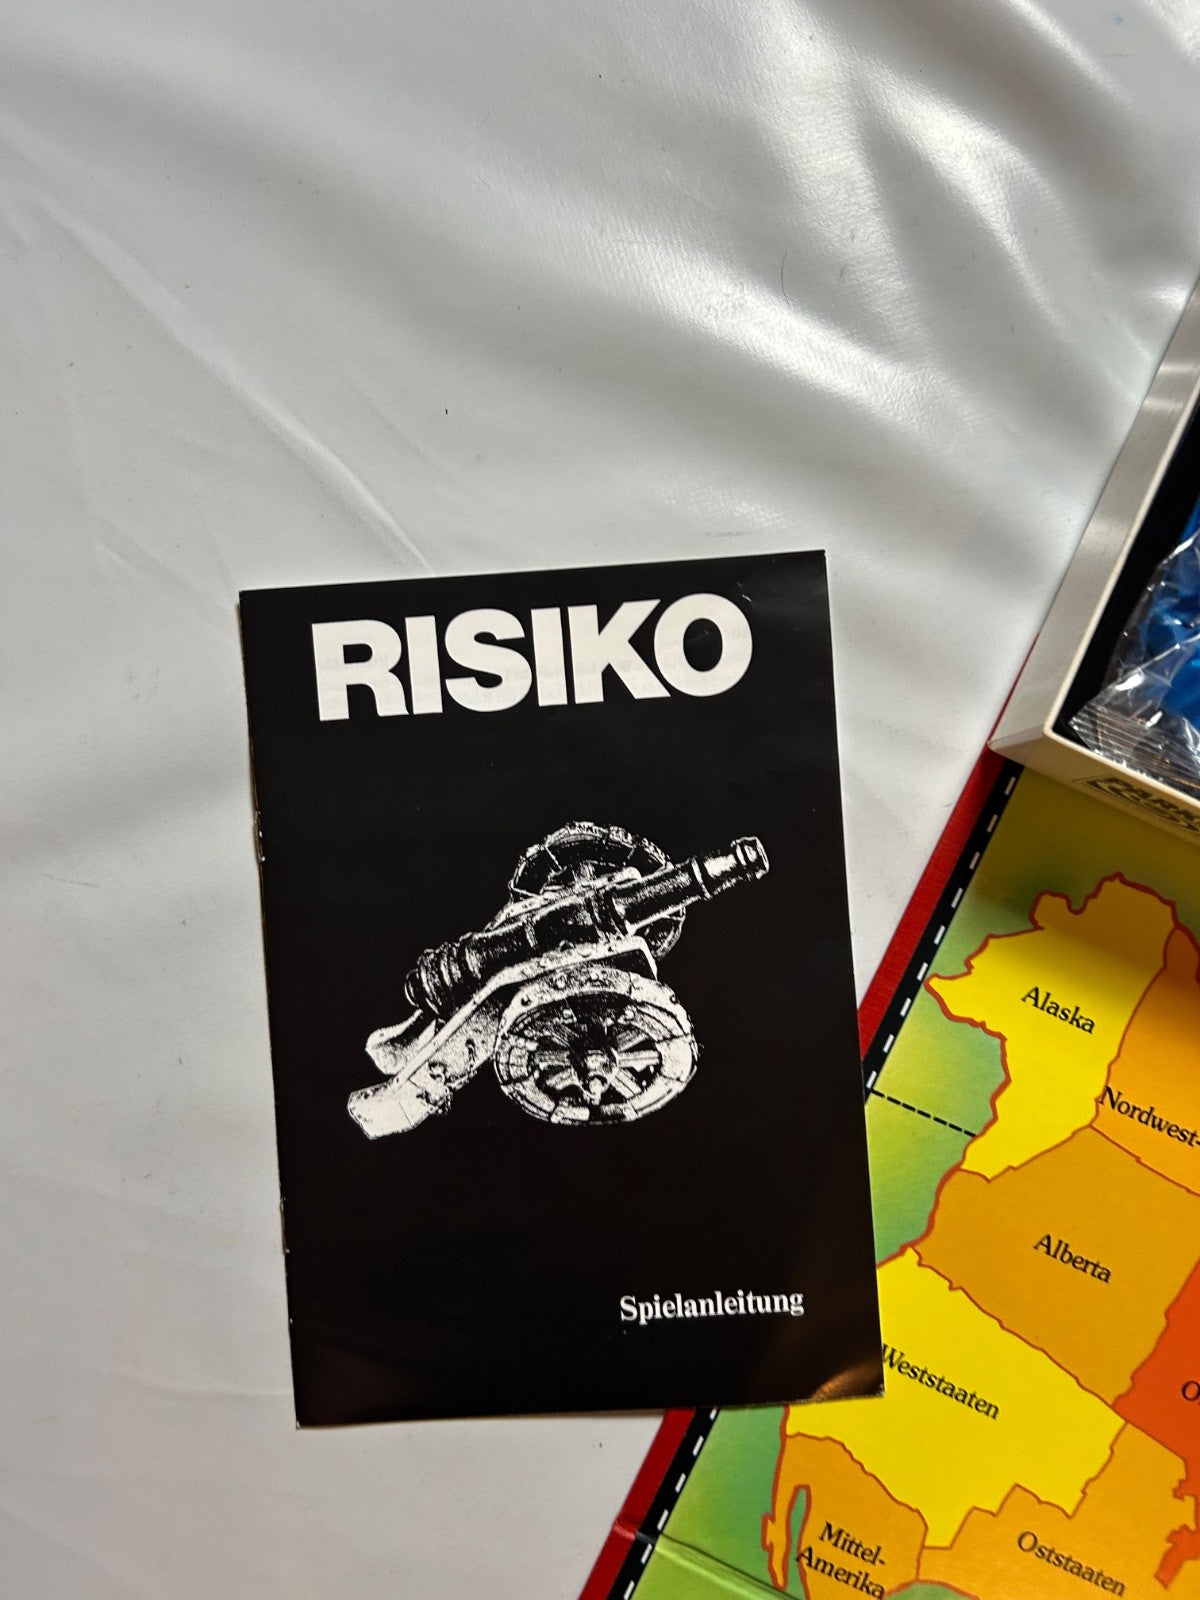 RISIKO
Spielanleitung
Alaska
Nordwest-
Alberta
Weststaaten
Mittel-
Amerika
Oststaaten